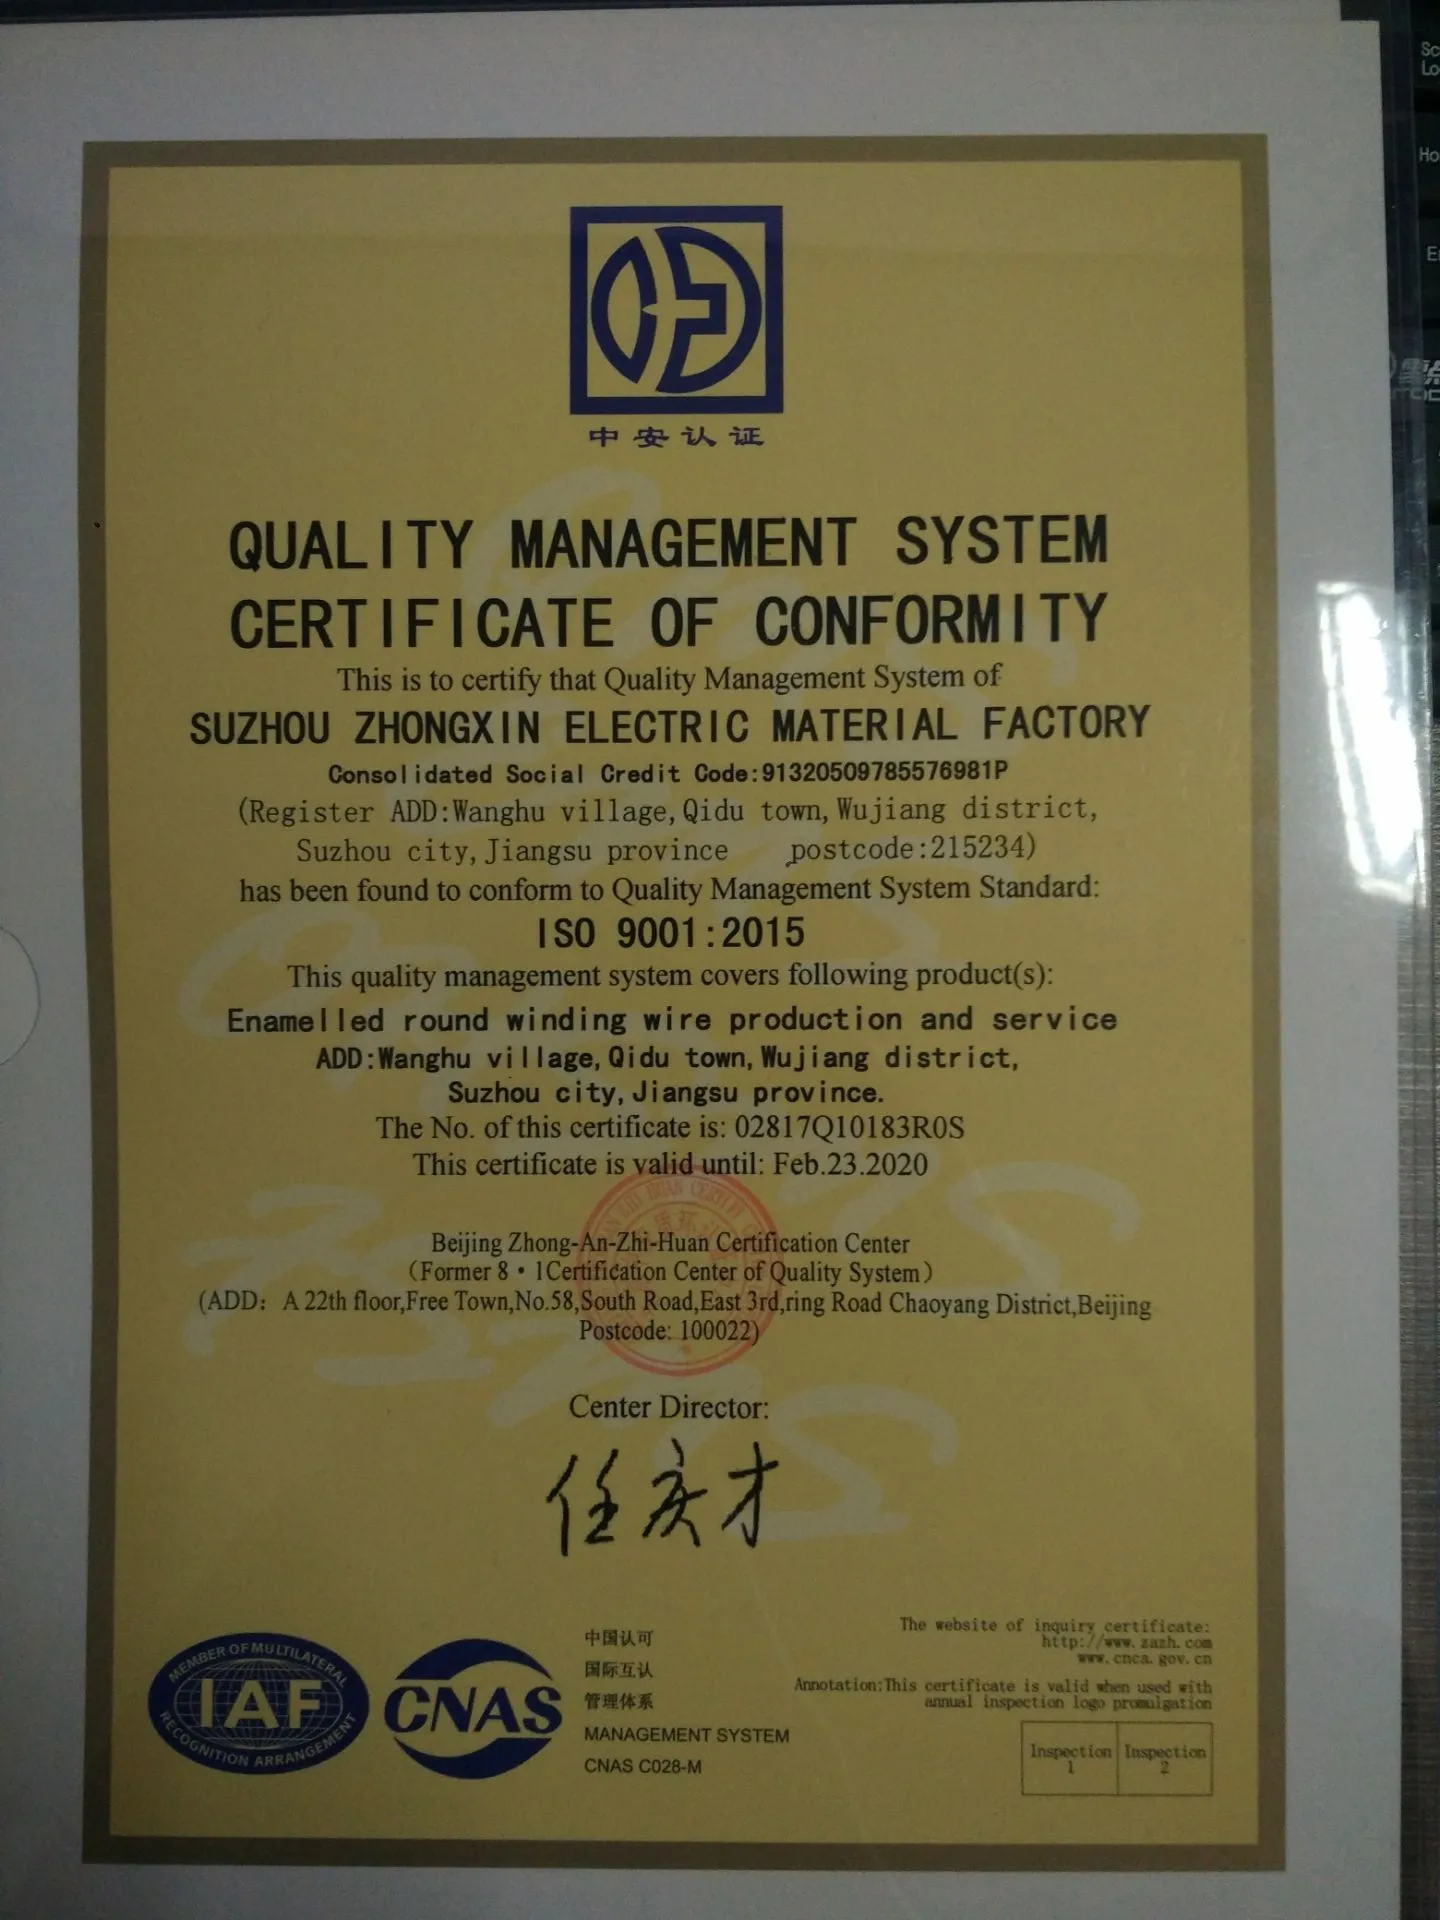 中安认证
QUALITY MANAGEMENT SYSTEM
CERTIFICATE OF CONFORMITY
This is to certify that Quality Management System of
SUZHOU ZHONGXIN ELECTRIC MATERIAL FACTORY
Consolidated Social Credit Code:91320509785576981P
(Register ADD:Wanghu village,Qidu town,Wujiang district,
Suzhou city,Jiangsu province postcode:215234)
has been found to conform to Quality Management System Standard:
ISO 9001:2015
This quality management system covers following product(s):
Enamelled round winding wire production and service
ADD:Wanghu village,Qidu town,Wujiang district,
Suzhou city,Jiangsu province.
The No. of this certificate is: 02817Q10183R0S
This certificate is valid until: Feb.23.2020
Beijing Zhong-An-Zhi-Huan Certification Center
(Former 8·1Certification Center of Quality System)
(ADD: A 22th floor,Free Town,No.58,South Road,East 3rd,ring Road Chaoyang District,Beijing
Postcode: 100022)
Center Director:
任庆才
MEMBER OF MULTILATERAL
IAF
RECOGNITION ARRANGEMENT
CNAS
中国认可
国际互认
管理体系
MANAGEMENT SYSTEM
CNAS C028-M
The website of inquiry certificate:
http://www.zazh.com
www.cnca.gov.cn
Annotation:This certificate is valid when used with
annual inspection logo promulgation
Inspection
1
Inspection
2